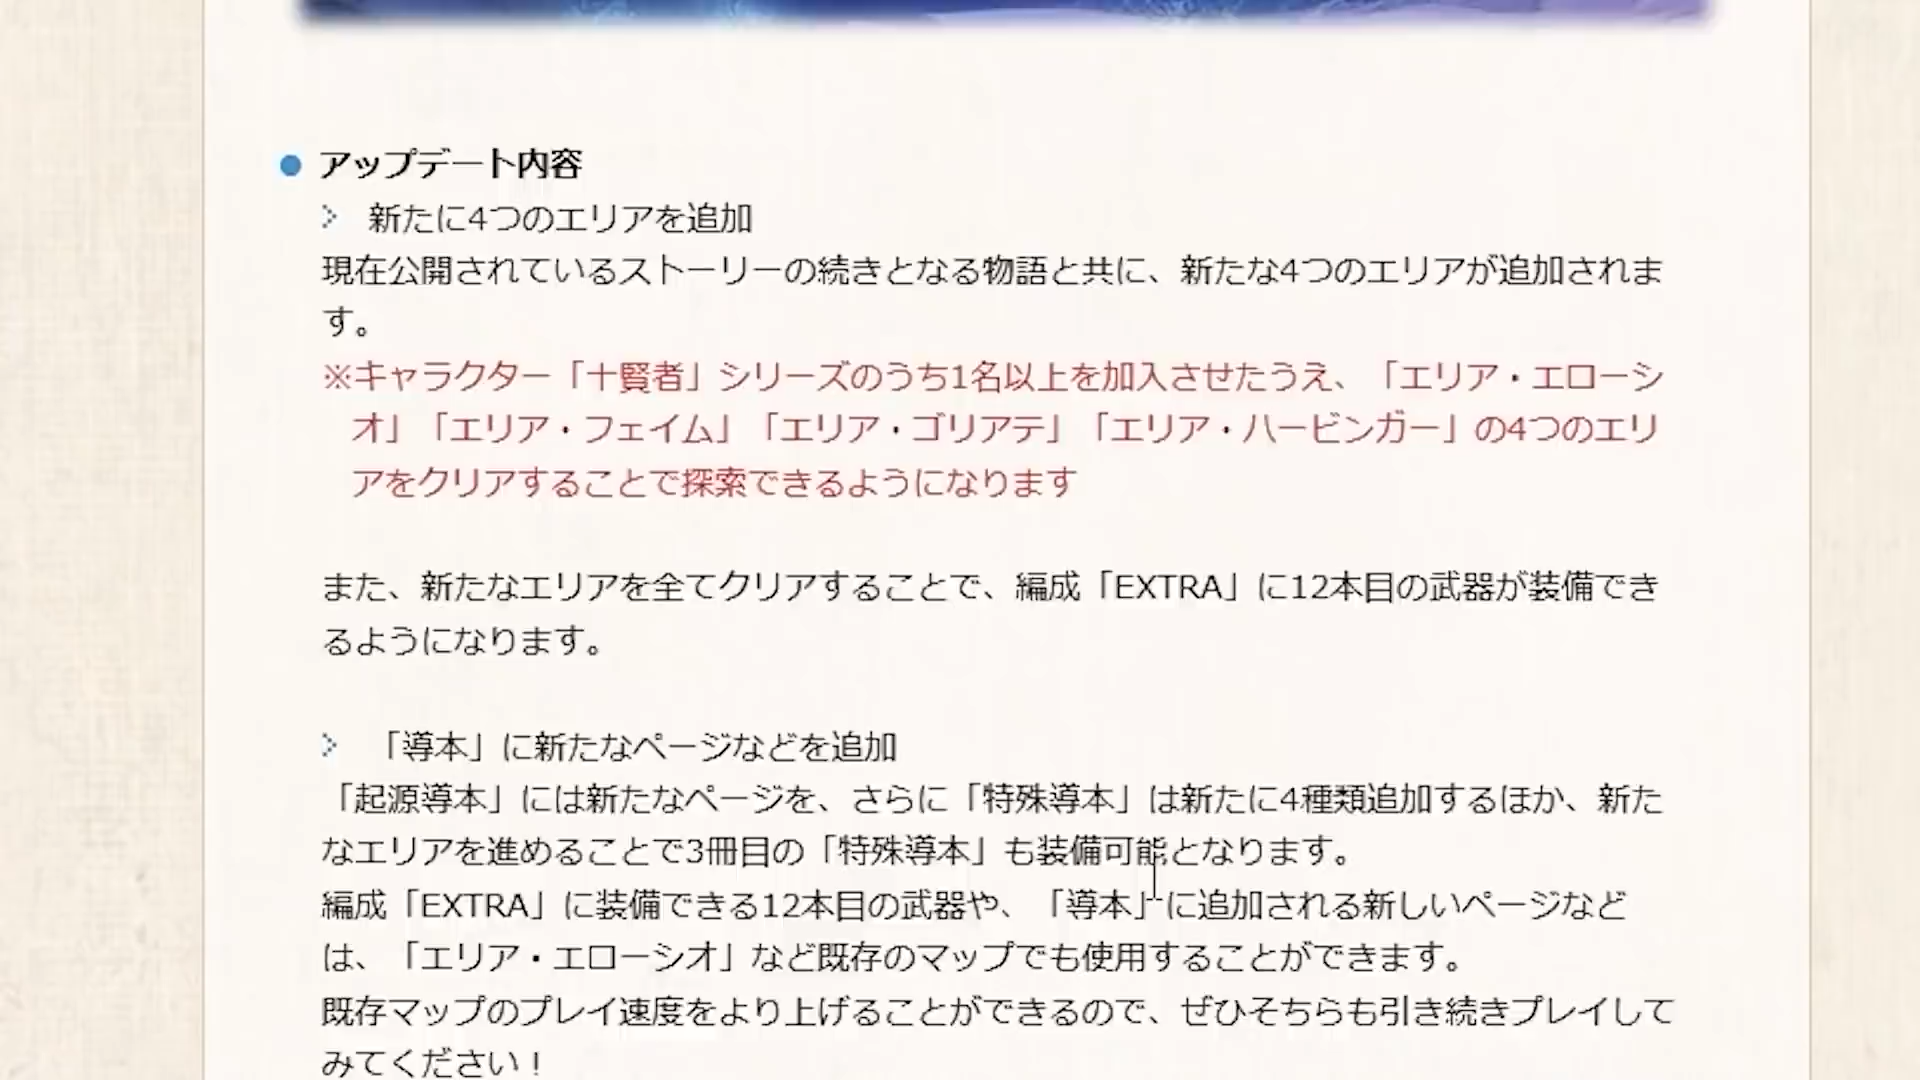 アップデート内容
新たに4つのエリアを追加
現在公開されているストーリーの続きとなる物語と共に、新たな4つのエリアが追加されま
す。
※キャラクター「十賢者」シリーズのうち1名以上を加入させたうえ、「エリア・エローシ
オ」「エリア・フェイム」「エリア・ゴリアテ」「エリア・ハービンガー」の4つのエリ
アをクリアすることで探索できるようになります
また、新たなエリアを全てクリアすることで、編成「EXTRA」に12本目の武器が装備でき
るようになります。
「導本」に新たなページなどを追加
「起源導本」には新たなページを、さらに「特殊導本」は新たに4種類追加するほか、新た
なエリアを進めることで3冊目の「特殊導本」も装備可能となります。
編成「EXTRA」に装備できる12本目の武器や、「導本」に追加される新しいページなど
は、「エリア・エローシオ」など既存のマップでも使用することができます。
既存マップのプレイ速度をより上げることができるので、ぜひそちらも引き続きプレイして
みてください！